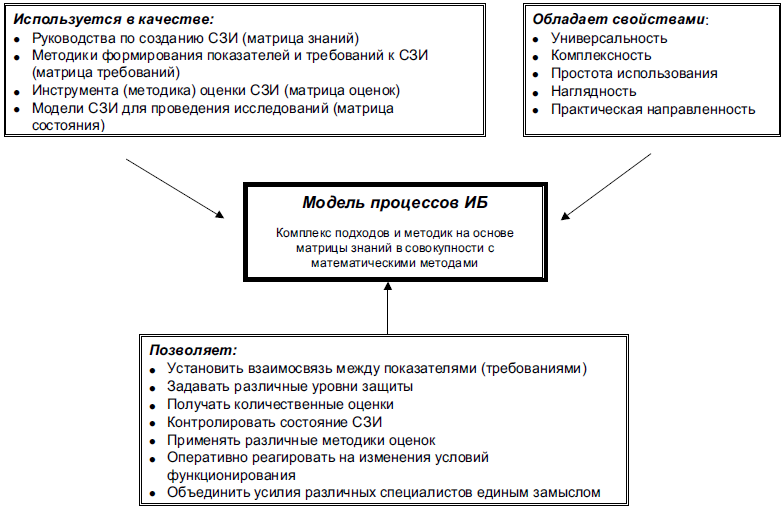 Используется в качестве:
• Руководства по созданию СЗИ (матрица знаний)
• Методики формирования показателей и требований к СЗИ
(матрица требований)
• Инструмента (методика) оценки СЗИ (матрица оценок)
• Модели СЗИ для проведения исследований (матрица
состояния)
Обладает свойствами:
• Универсальность
• Комплексность
• Простота использования
• Наглядность
• Практическая направленность
Модель процессов ИБ
Комплекс подходов и методик на основе
матрицы знаний в совокупности с
математическими методами
Позволяет:
• Установить взаимосвязь между показателями (требованиями)
• Задавать различные уровни защиты
• Получать количественные оценки
• Контролировать состояние СЗИ
• Применять различные методики оценок
• Оперативно реагировать на изменения условий
функционирования
• Объединить усилия различных специалистов единым замыслом